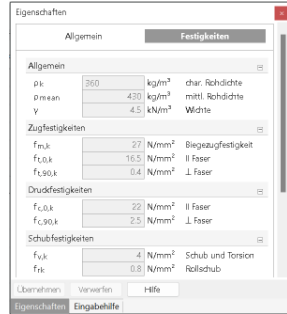 Eigenschaften
Allgemein Festigkeiten
Allgemein
ρk 360 kg/m³ char. Rohdichte
ρmean 430 kg/m³ mittl. Rohdichte
γ 4.5 kN/m³ Wichte
Zugfestigkeiten
fm,k 27 N/mm² Biegezugfestigkeit
ft,0,k 16.5 N/mm² II Faser
ft,90,k 0.4 N/mm² ⊥ Faser
Druckfestigkeiten
fc,0,k 22 N/mm² II Faser
fc,90,k 2.5 N/mm² ⊥ Faser
Schubfestigkeiten
fv,k 4 N/mm² Schub und Torsion
frk 0.8 N/mm² Rollschub
Übernehmen Verwerfen Hilfe
Eigenschaften Eingabehilfe